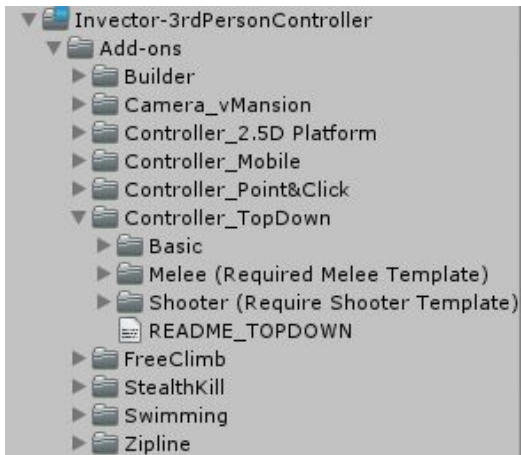 Invector-3rdPersonController
Add-ons
Builder
Camera_vMansion
Controller_2.5D Platform
Controller_Mobile
Controller_Point&Click
Controller_TopDown
Basic
Melee (Required Melee Template)
Shooter (Require Shooter Template)
README_TOPDOWN
FreeClimb
StealthKill
Swimming
Zipline